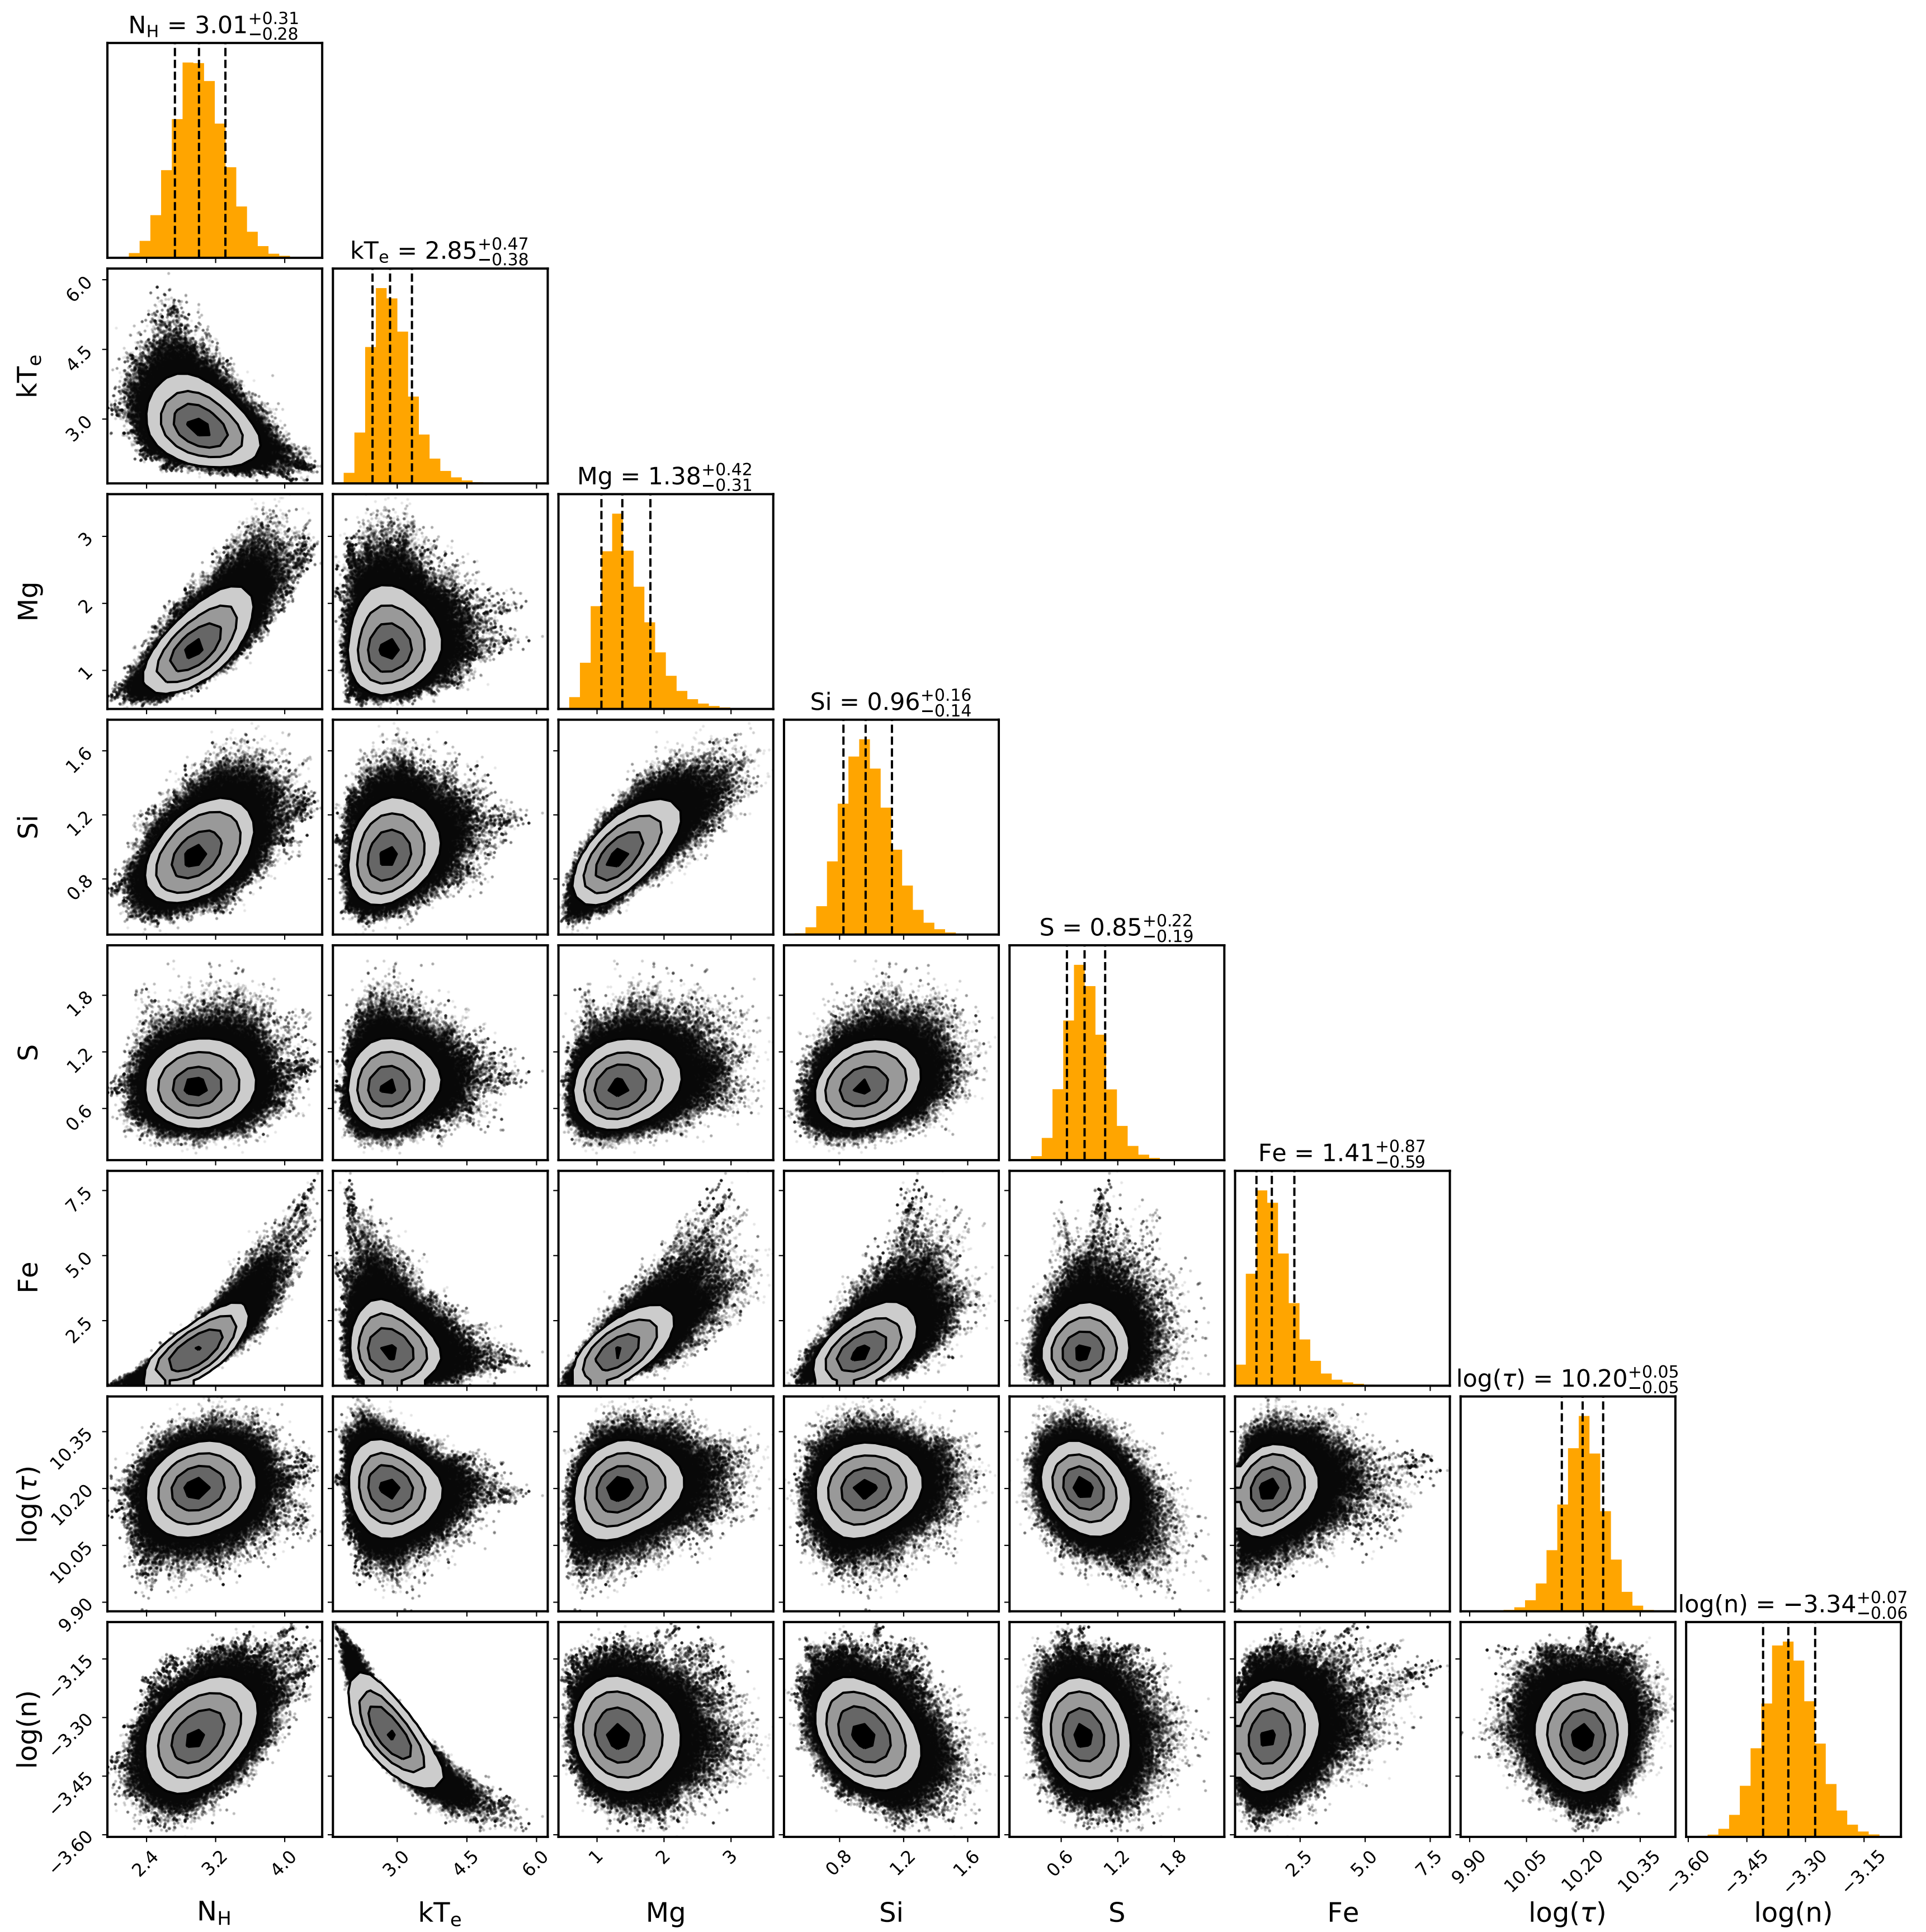 N_H = 3.01^{+0.31}_{−0.28}
kT_e = 2.85^{+0.47}_{−0.38}
6.0
4.5
3.0
kT_e
Mg = 1.38^{+0.42}_{−0.31}
3
2
1
Mg
Si = 0.96^{+0.16}_{−0.14}
1.6
1.2
0.8
Si
S = 0.85^{+0.22}_{−0.19}
1.8
1.2
0.6
S
Fe = 1.41^{+0.87}_{−0.59}
7.5
5.0
2.5
Fe
log(τ) = 10.20^{+0.05}_{−0.05}
10.35
10.20
10.05
9.90
log(τ)
log(n) = −3.34^{+0.07}_{−0.06}
−3.15
−3.30
−3.45
−3.60
log(n)
2.4 3.2 4.0 3.0 4.5 6.0 1 2 3 0.8 1.2 1.6 0.6 1.2 1.8 2.5 5.0 7.5 9.90 10.05 10.20 10.35 −3.60 −3.45 −3.30 −3.15
N_H kT_e Mg Si S Fe log(τ) log(n)